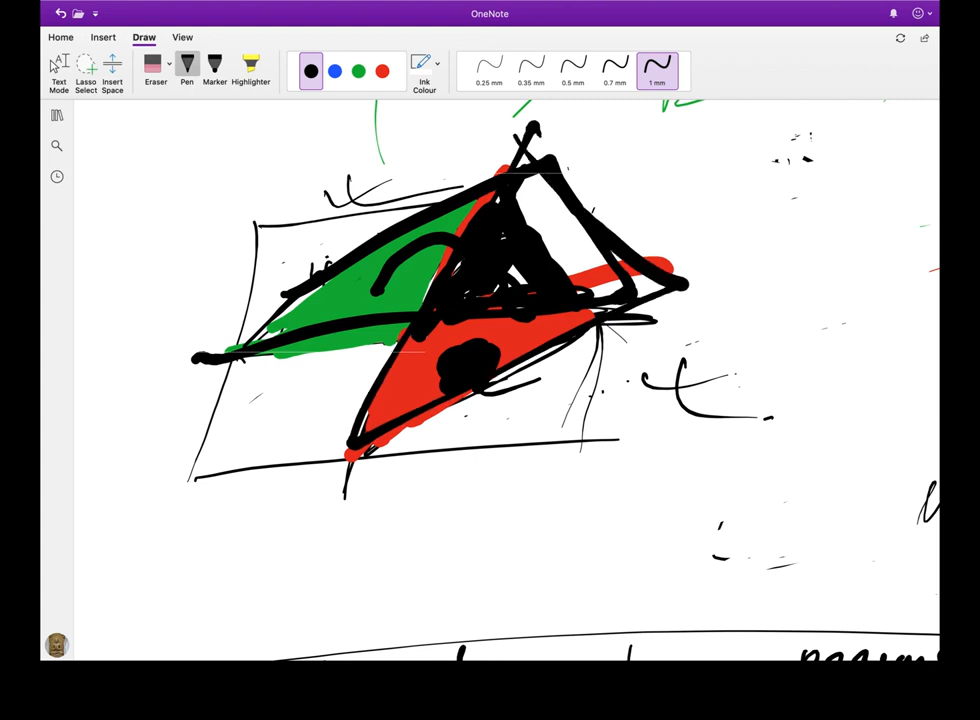 OneNote
Home Insert Draw View
Text Mode Lasso Select Insert Space Eraser Pen Marker Highlighter Ink Colour 0.25 mm 0.35 mm 0.5 mm 0.7 mm 1 mm